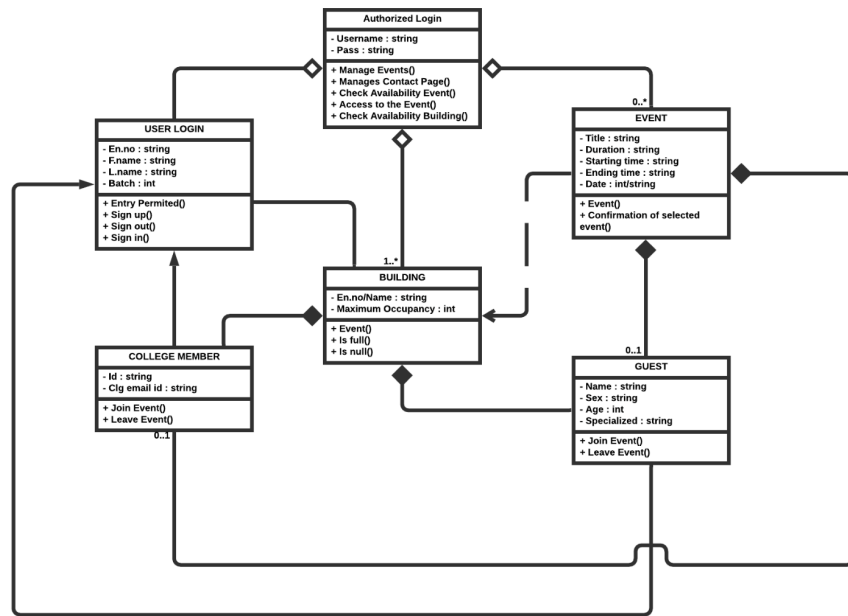 Authorized Login
- Username : string
- Pass : string
+ Manage Events()
+ Manages Contact Page()
+ Check Availability Event()
+ Access to the Event()
+ Check Availability Building()
0..*
USER LOGIN
- En.no : string
- F.name : string
- L.name : string
- Batch : int
+ Entry Permited()
+ Sign up()
+ Sign out()
+ Sign in()
EVENT
- Title : string
- Duration : string
- Starting time : string
- Ending time : string
- Date : int/string
+ Event()
+ Confirmation of selected
event()
1..*
BUILDING
- En.no/Name : string
- Maximum Occupancy : int
+ Event()
+ Is full()
+ Is null()
COLLEGE MEMBER
- Id : string
- Clg email id : string
+ Join Event()
+ Leave Event()
0..1
0..1
GUEST
- Name : string
- Sex : string
- Age : int
- Specialized : string
+ Join Event()
+ Leave Event()